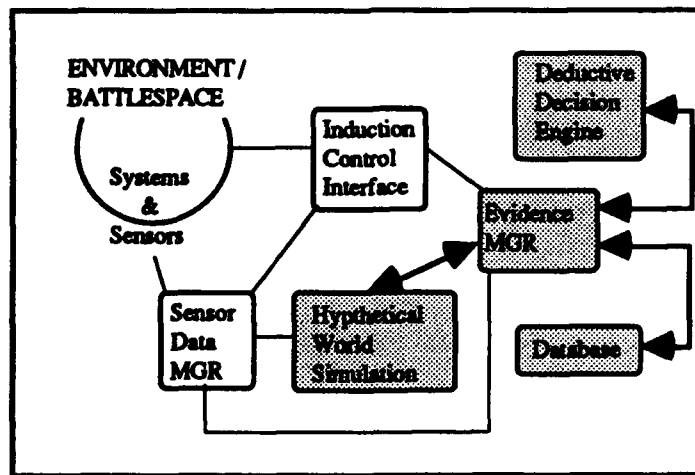 ENVIRONMENT /
BATTLESPACE
Systems
&
Sensors
Induction
Control
Interface
Deductive
Decision
Engine
Evidence
MGR
Sensor
Data
MGR
Hypthetical
World
Simulation
Database